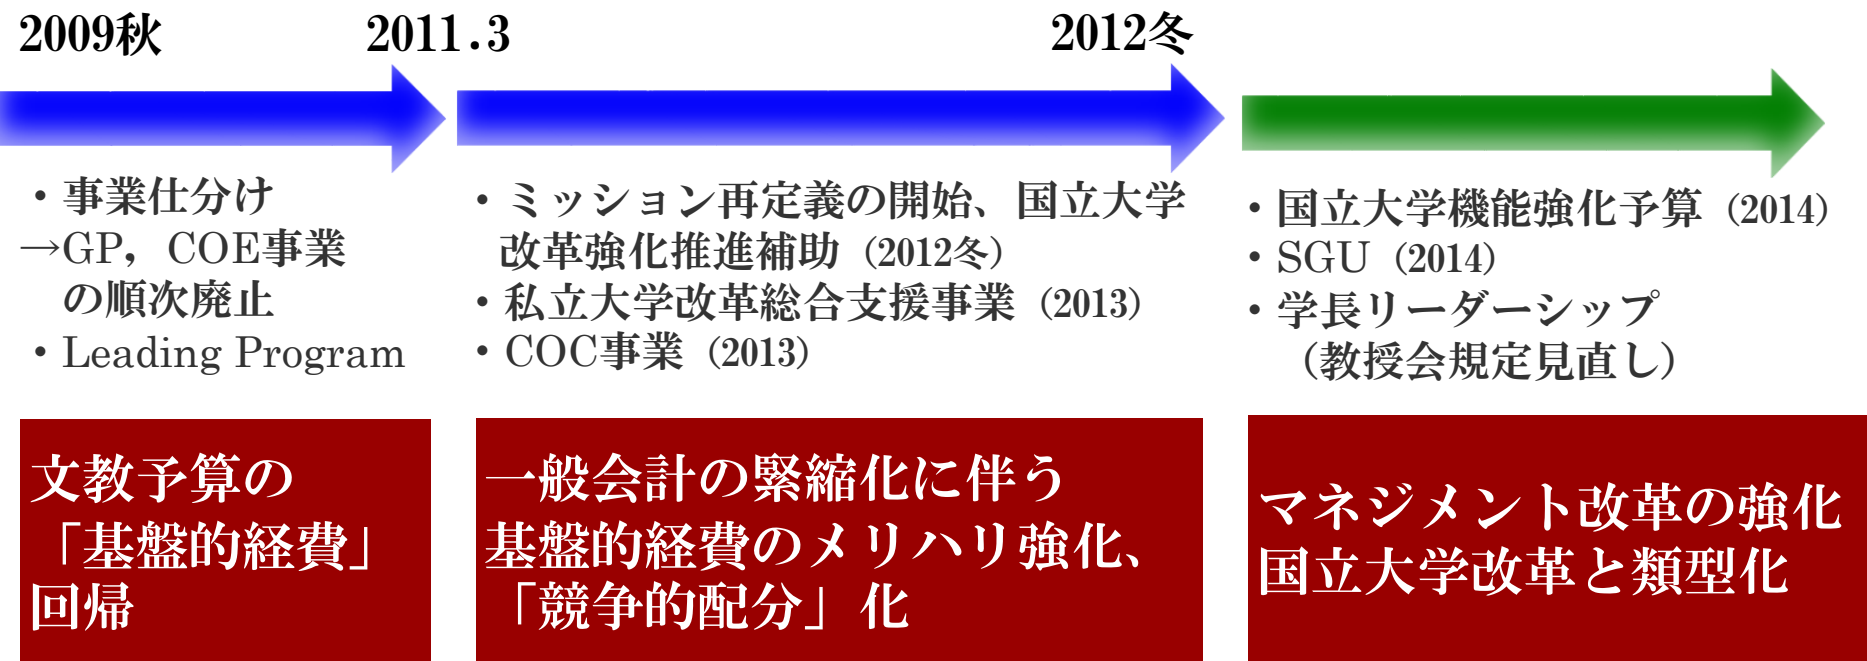 2009秋
2011.3
2012冬
・事業仕分け
→GP，COE事業
の順次廃止
・Leading Program
・ミッション再定義の開始、国立大学
改革強化推進補助（2012冬）
・私立大学改革総合支援事業（2013）
・COC事業（2013）
・国立大学機能強化予算（2014）
・SGU（2014）
・学長リーダーシップ
（教授会規定見直し）
文教予算の
「基盤的経費」
回帰
一般会計の緊縮化に伴う
基盤的経費のメリハリ強化、
「競争的配分」化
マネジメント改革の強化
国立大学改革と類型化